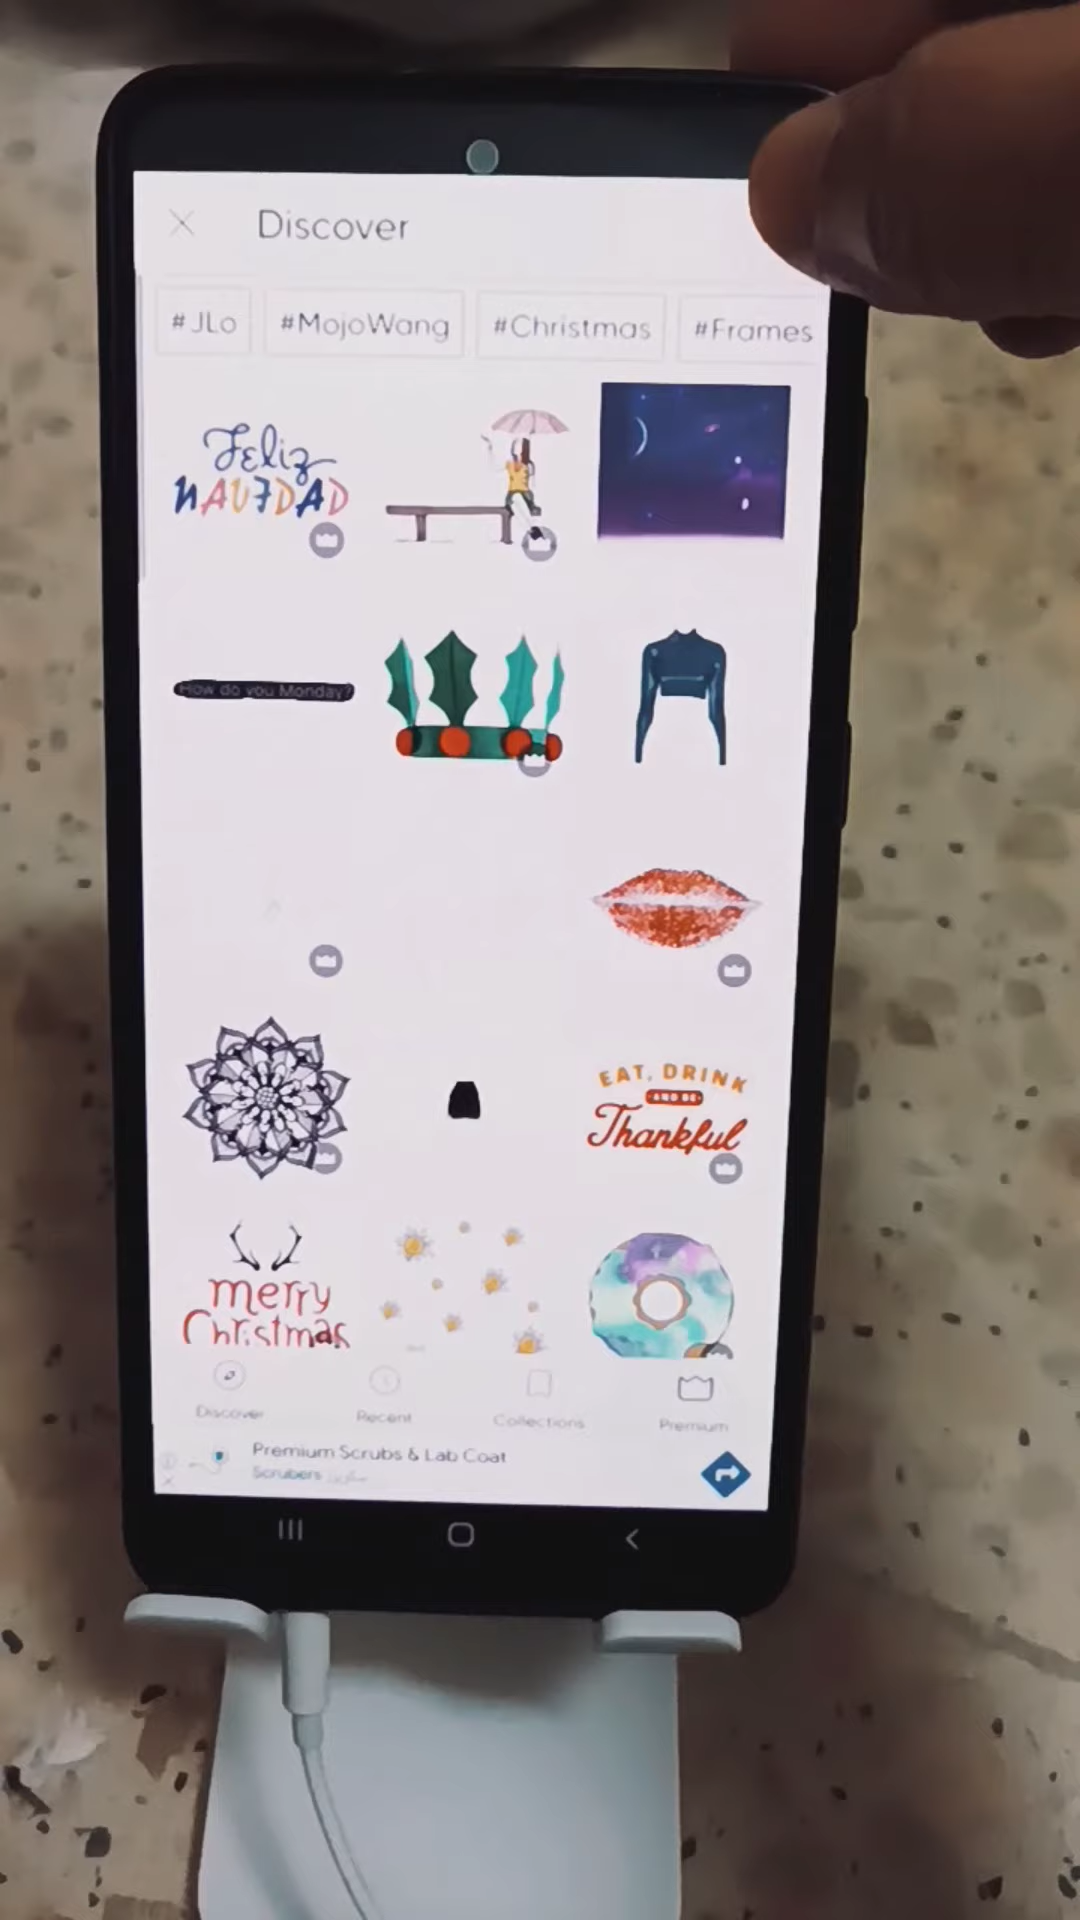 Discover
#JLo
#MojoWang
#Christmas
#Frames
Feliz
NAVIDAD
How do you Monday?
EAT, DRINK
AND BE
Thankful
merry
Christmas
Discover
Recent
Collections
Premium
Premium Scrubs & Lab Coat
Scrubers